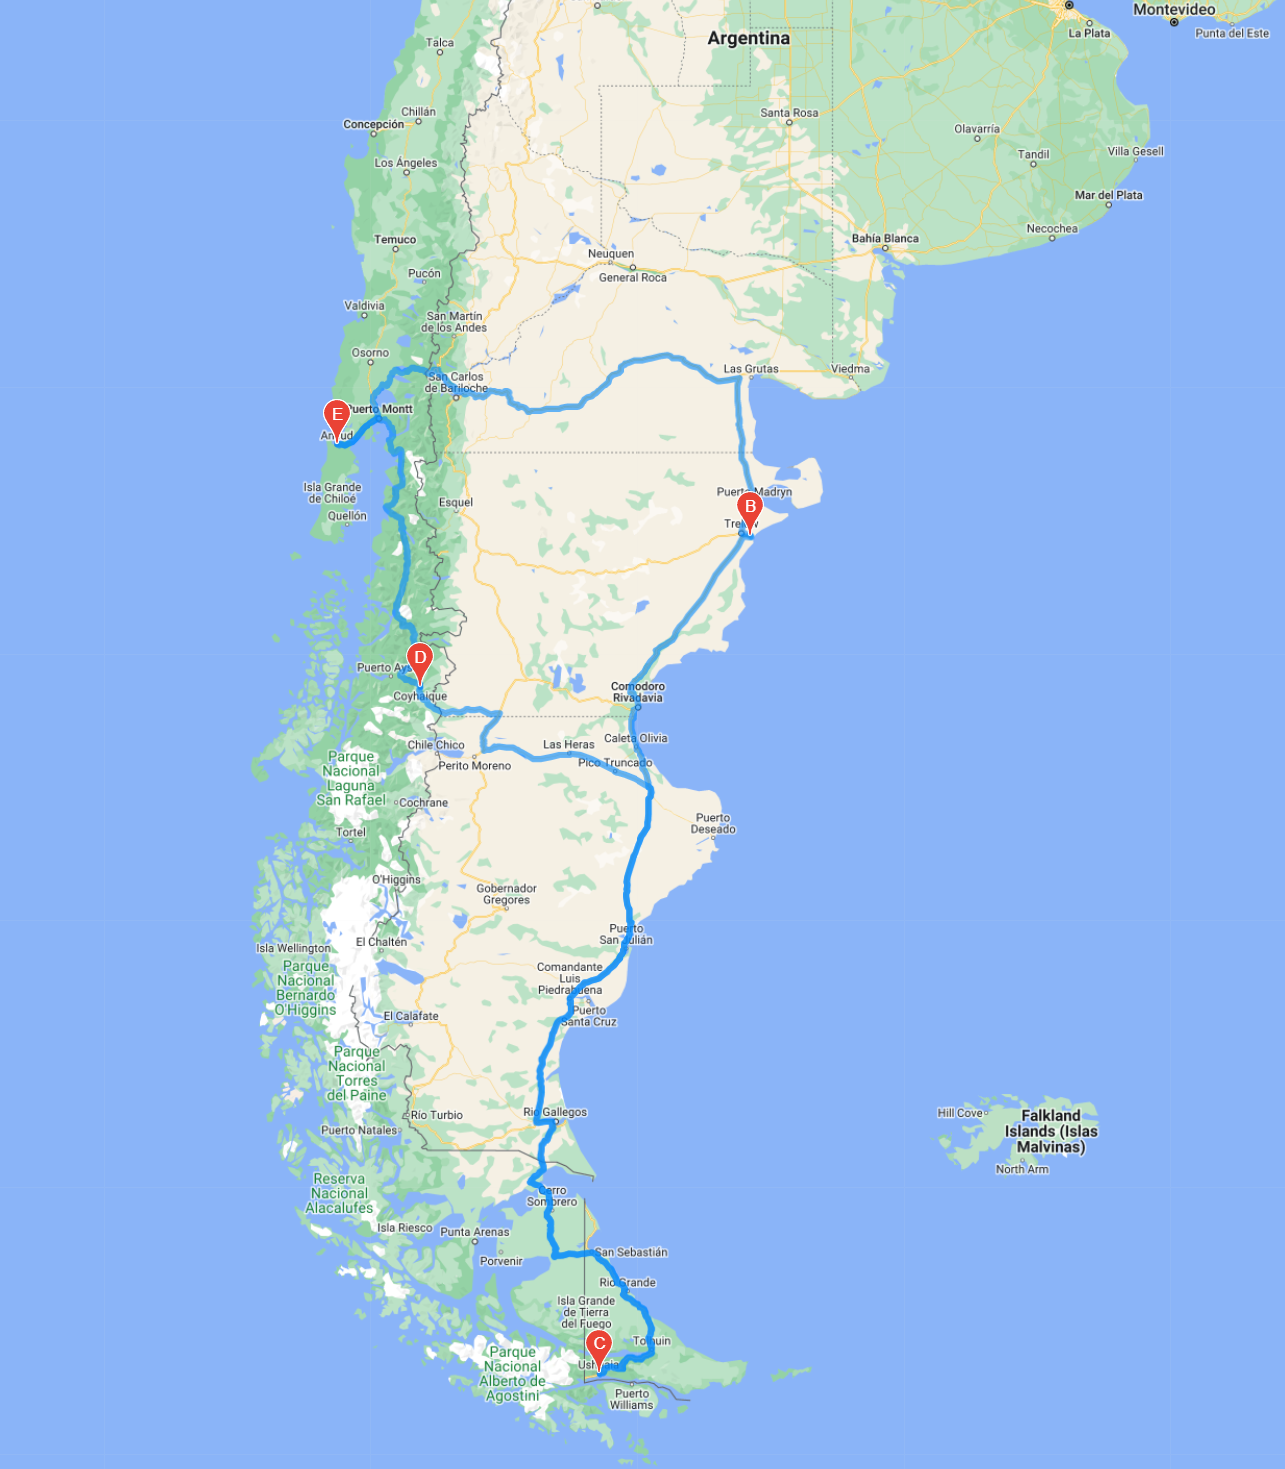 Montevideo
Argentina
La Plata
Punta del Este
Talca
Chillán
Concepción
Santa Rosa
Olavarría
Los Ángeles
Tandil
Villa Gesell
Mar del Plata
Temuco
Necochea
Bahía Blanca
Neuquen
General Roca
Pucón
Valdivia
San Martín
de los Andes
Osorno
Las Grutas
Viedma
San Carlos
de Bariloche
E
Puerto Montt
Isla Grande
de Chiloé
Quellón
Esquel
Puerto Madryn
B
D
Coyhaique
Comodoro
Rivadavia
Caleta Olivia
Chile Chico
Las Heras
Perito Moreno
Pico Truncado
Parque
Nacional
Laguna
San Rafael
Cochrane
Puerto
Deseado
Tortel
O'Higgins
Gobernador
Gregores
Puerto
San Julián
El Chaltén
Isla Wellington
Parque
Nacional
Bernardo
O'Higgins
Comandante
Luis
Piedrabuena
Puerto
Santa Cruz
El Calafate
Parque
Nacional
Torres
del Paine
Río Turbio
Rio Gallegos
Puerto Natales
Hill Cove
Falkland
Islands (Islas
Malvinas)
North Arm
Reserva
Nacional
Alacalufes
Cerro
Sombrero
Isla Riesco
Punta Arenas
Porvenir
San Sebastián
Rio Grande
Isla Grande
de Tierra
del Fuego
Tolhuin
C
Ushuaia
Parque
Nacional
Alberto de
Agostini
Puerto
Williams